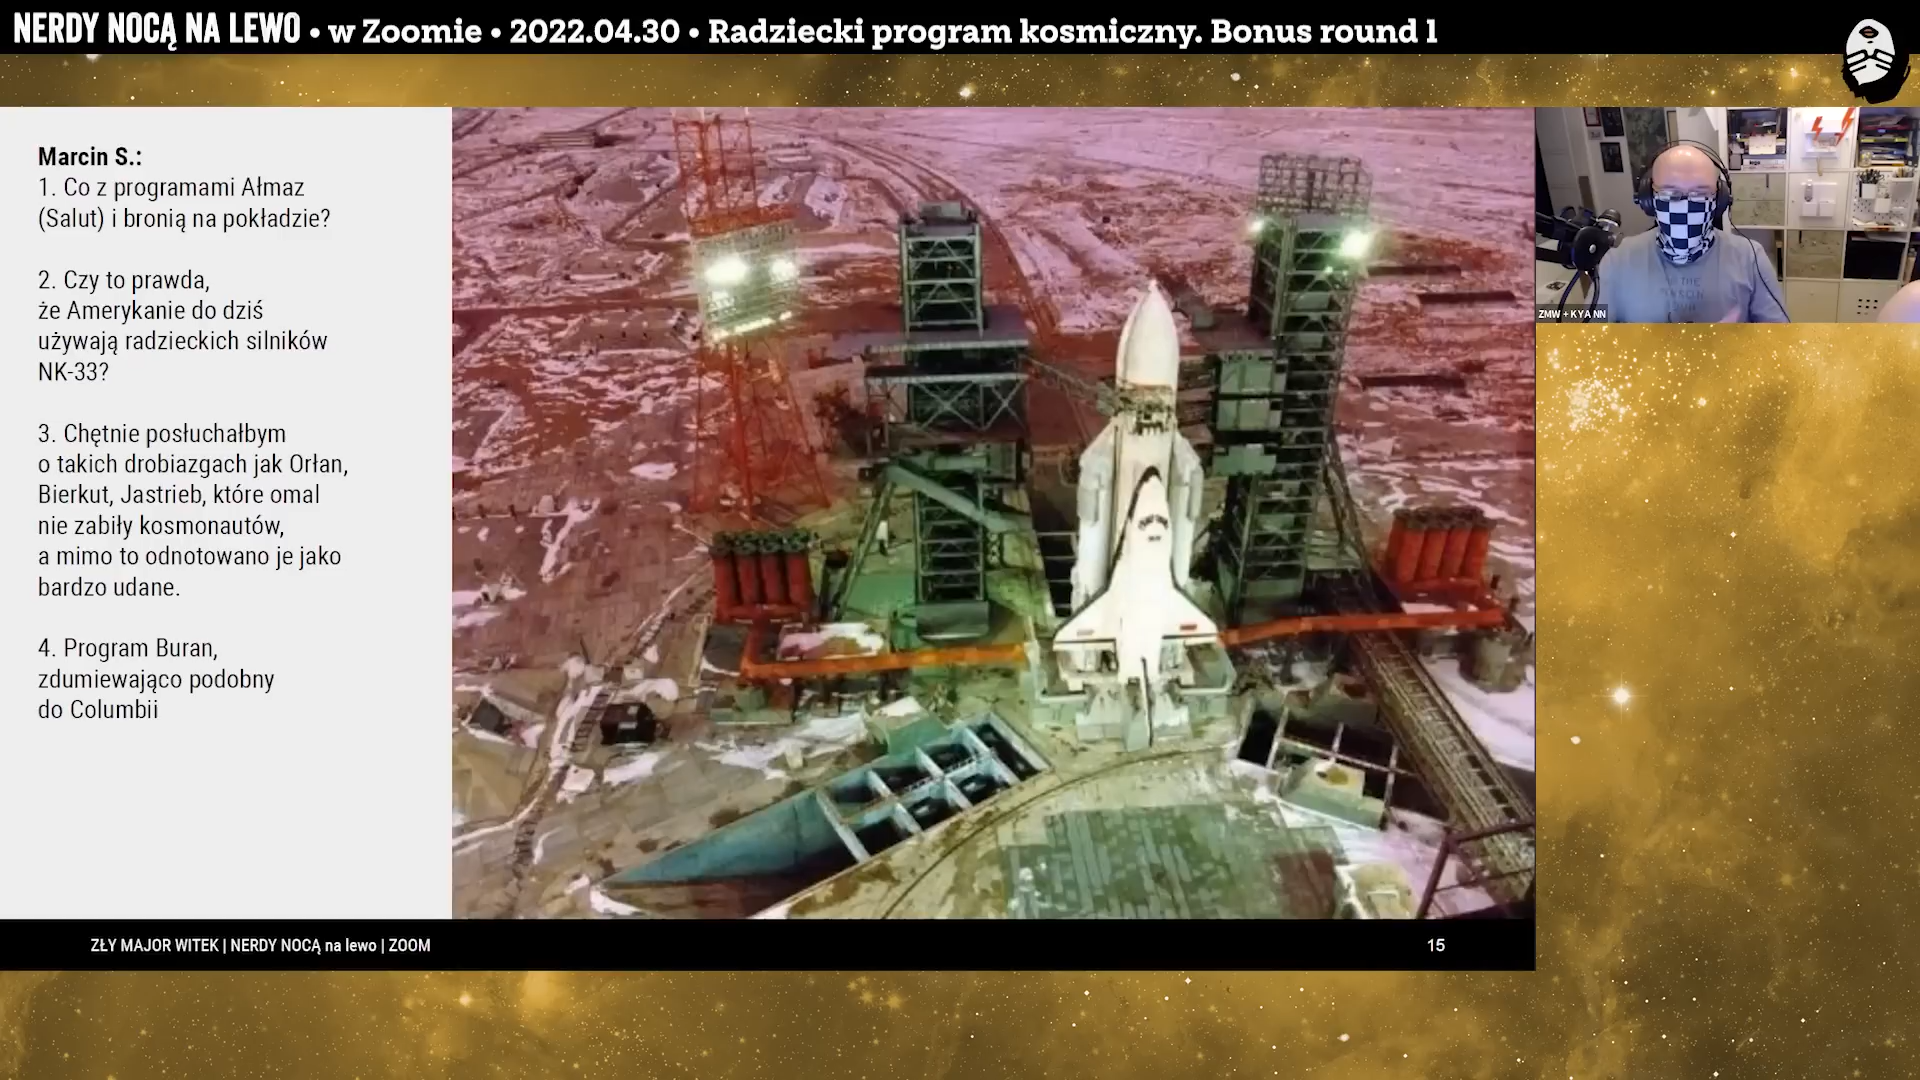 NERDY NOCĄ NA LEWO • w Zoomie • 2022.04.30 • Radziecki program kosmiczny. Bonus round 1
Marcin S.:
1. Co z programami Ałmaz
(Salut) i bronią na pokładzie?
2. Czy to prawda,
że Amerykanie do dziś
używają radzieckich silników
NK-33?
3. Chętnie posłuchałbym
o takich drobiazgach jak Orłan,
Bierkut, Jastrieb, które omal
nie zabiły kosmonautów,
a mimo to odnotowano je jako
bardzo udane.
4. Program Buran,
zdumiewająco podobny
do Columbii
ZMW + KYA NN
ZŁY MAJOR WITEK | NERDY NOCĄ na lewo | ZOOM
15